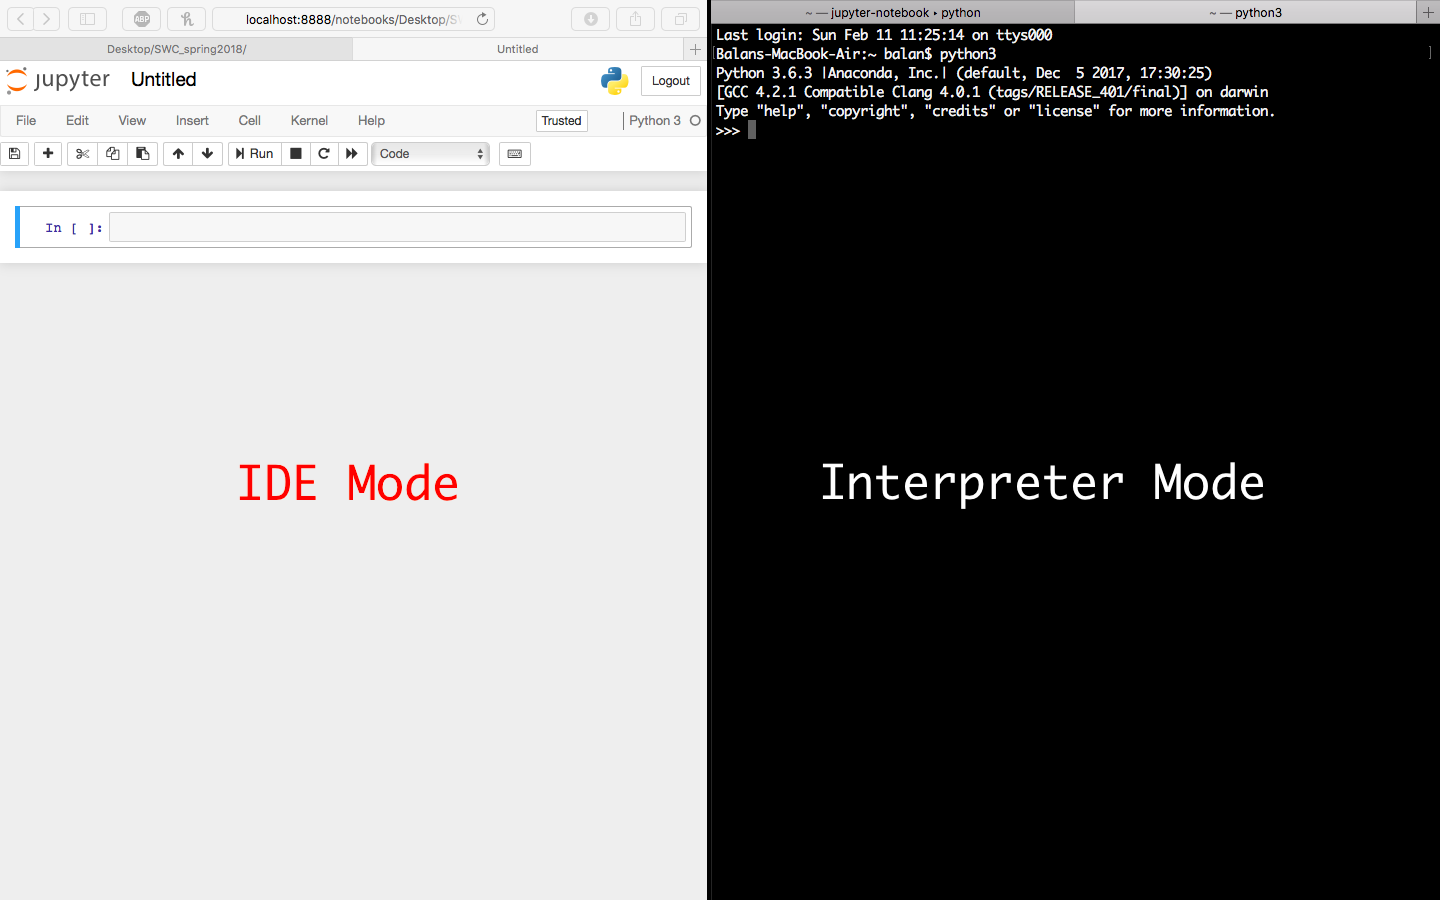 localhost:8888/notebooks/Desktop/S
Desktop/SWC_spring2018/
Untitled
jupyter Untitled
Logout
File Edit View Insert Cell Kernel Help
Trusted
Python 3
Run
Code
In [ ]:
IDE Mode
~ — jupyter-notebook ▸ python
~ — python3
Last login: Sun Feb 11 11:25:14 on ttys000
[Balans-MacBook-Air:~ balan$ python3 ]
Python 3.6.3 |Anaconda, Inc.| (default, Dec  5 2017, 17:30:25)
[GCC 4.2.1 Compatible Clang 4.0.1 (tags/RELEASE_401/final)] on darwin
Type "help", "copyright", "credits" or "license" for more information.
>>>
Interpreter Mode
ABP